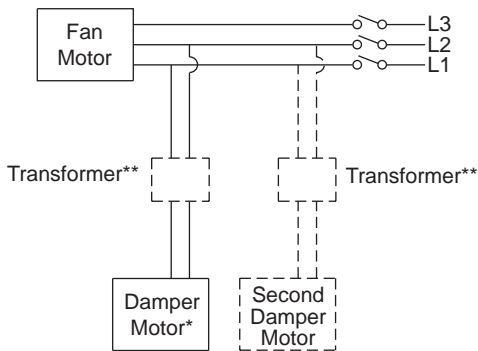 Fan
Motor
L3
L2
L1
Transformer**
Transformer**
Damper
Motor*
Second
Damper
Motor